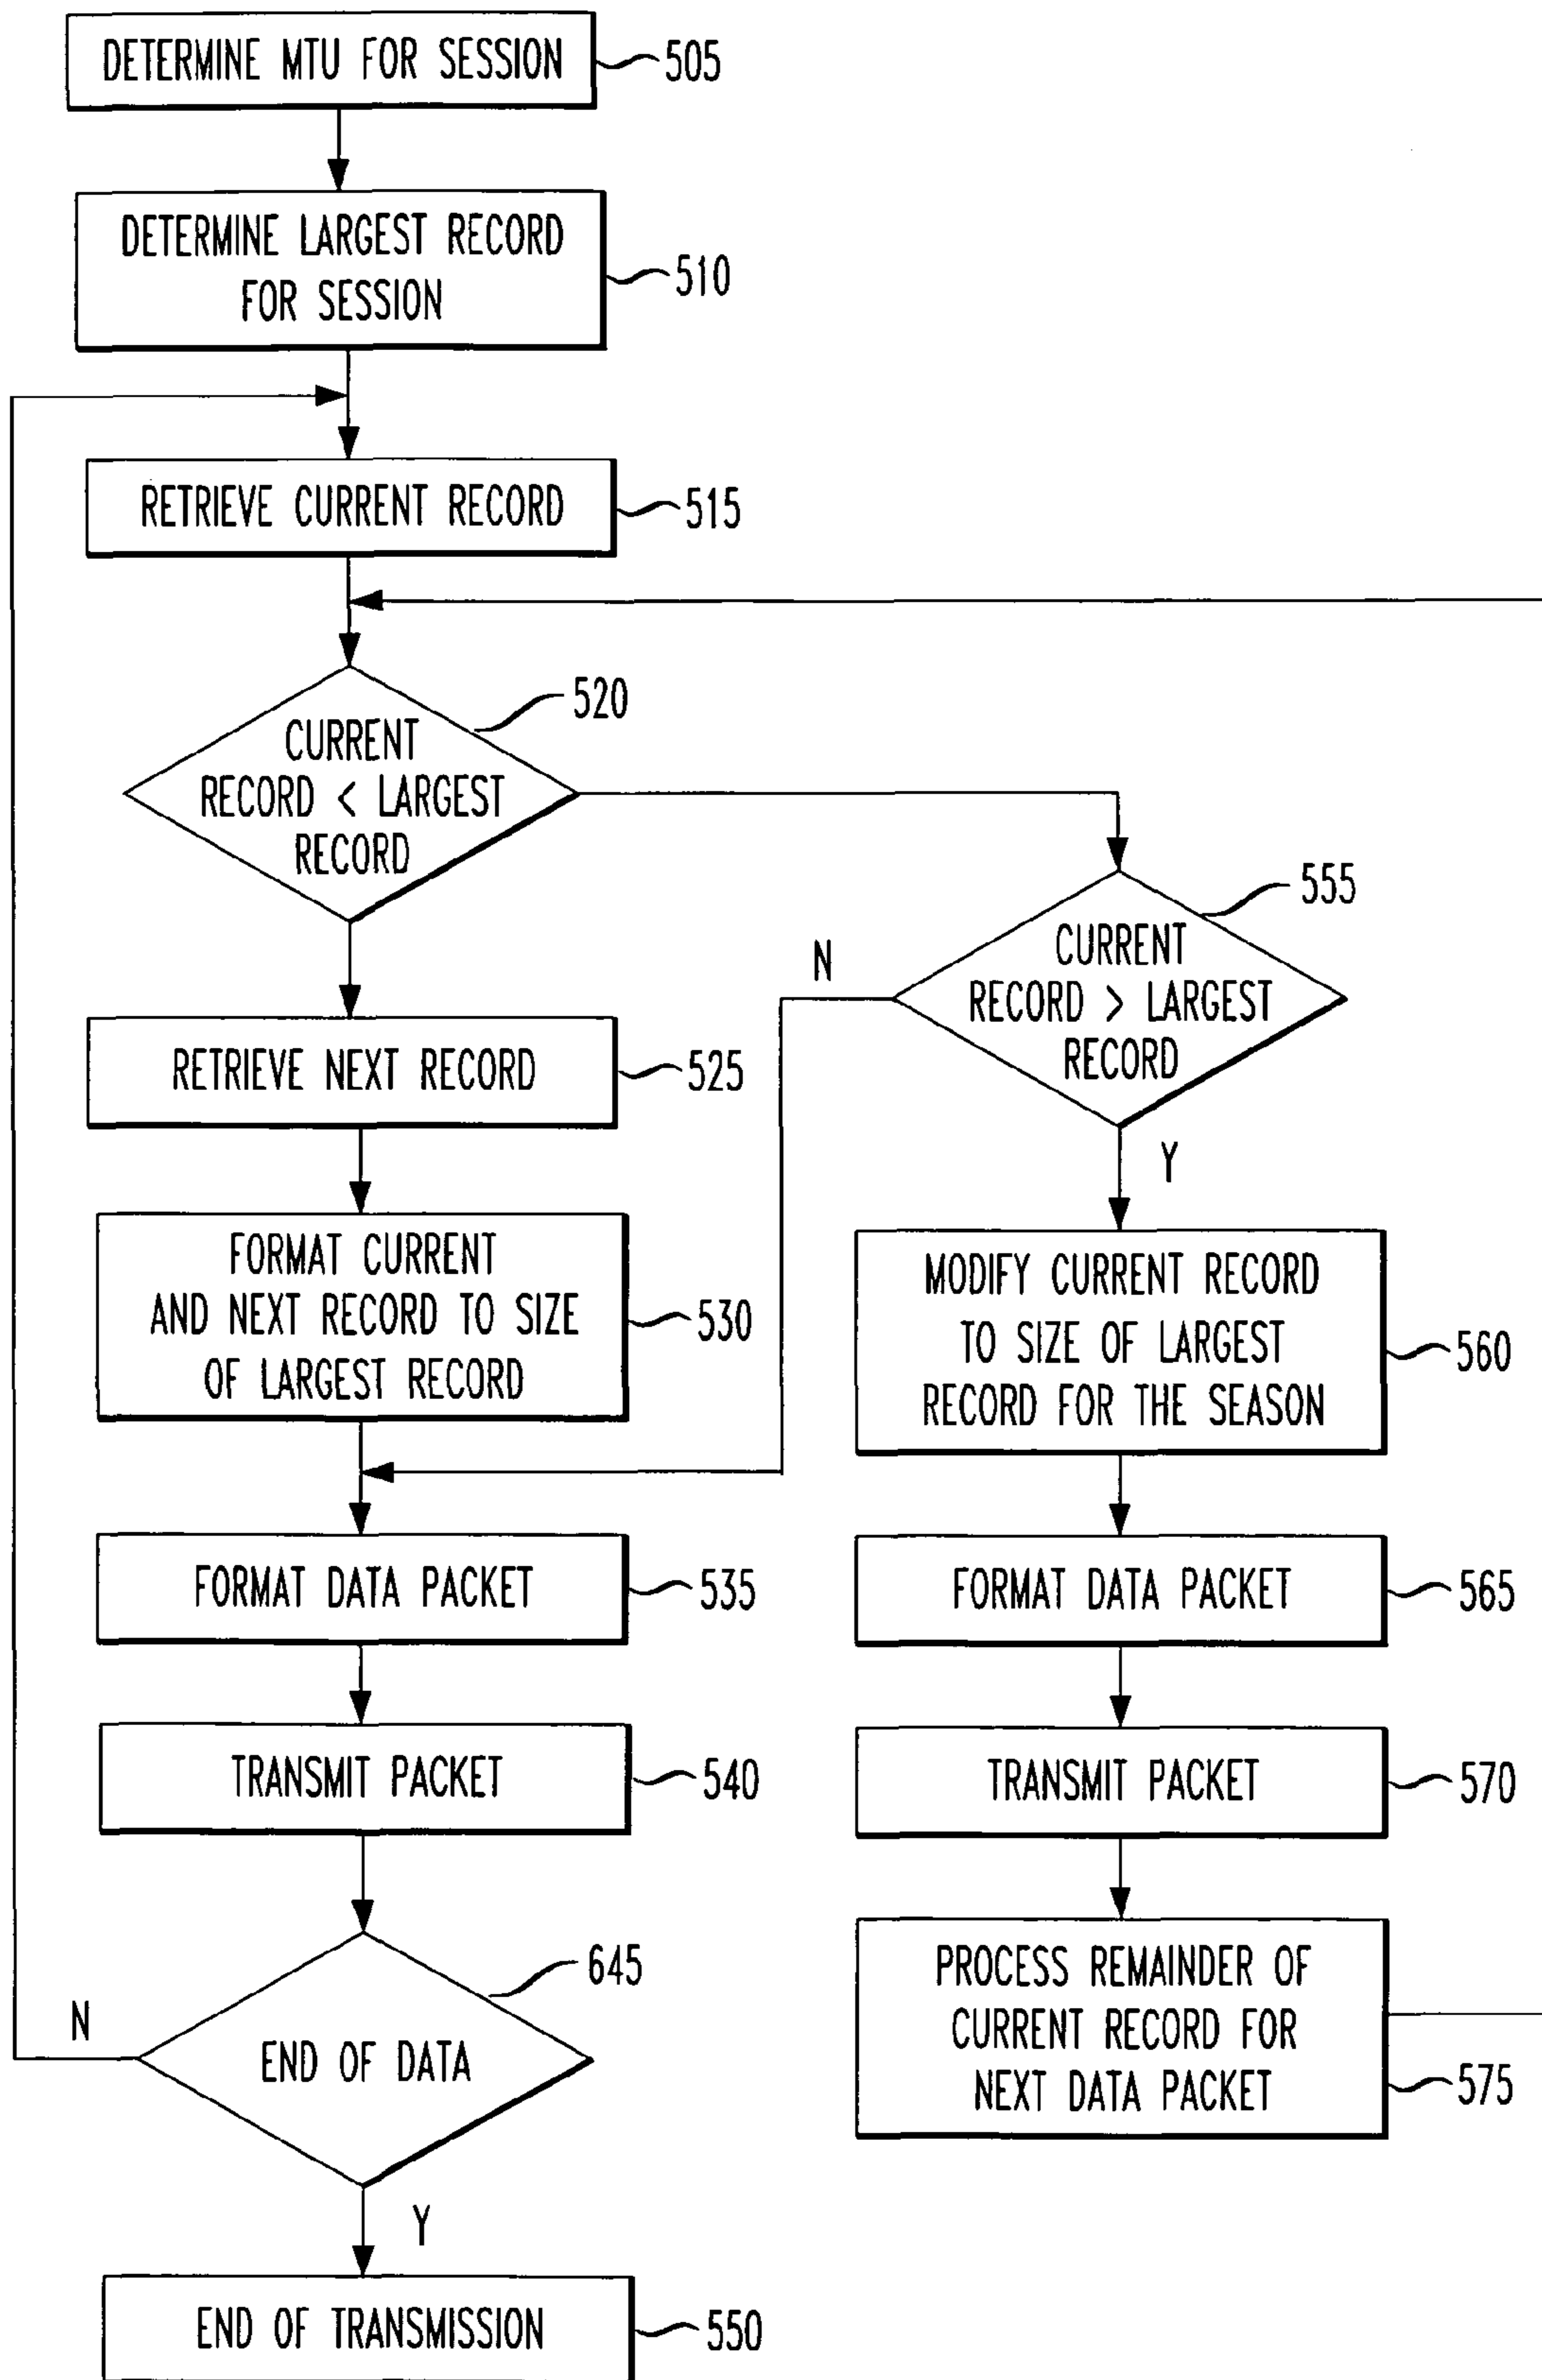 DETERMINE MTU FOR SESSION
505
DETERMINE LARGEST RECORD
FOR SESSION
510
RETRIEVE CURRENT RECORD
515
CURRENT
RECORD < LARGEST
RECORD
520
RETRIEVE NEXT RECORD
525
FORMAT CURRENT
AND NEXT RECORD TO SIZE
OF LARGEST RECORD
530
FORMAT DATA PACKET
535
TRANSMIT PACKET
540
END OF DATA
645
N
Y
END OF TRANSMISSION
550
CURRENT
RECORD > LARGEST
RECORD
555
N
Y
MODIFY CURRENT RECORD
TO SIZE OF LARGEST
RECORD FOR THE SEASON
560
FORMAT DATA PACKET
565
TRANSMIT PACKET
570
PROCESS REMAINDER OF
CURRENT RECORD FOR
NEXT DATA PACKET
575